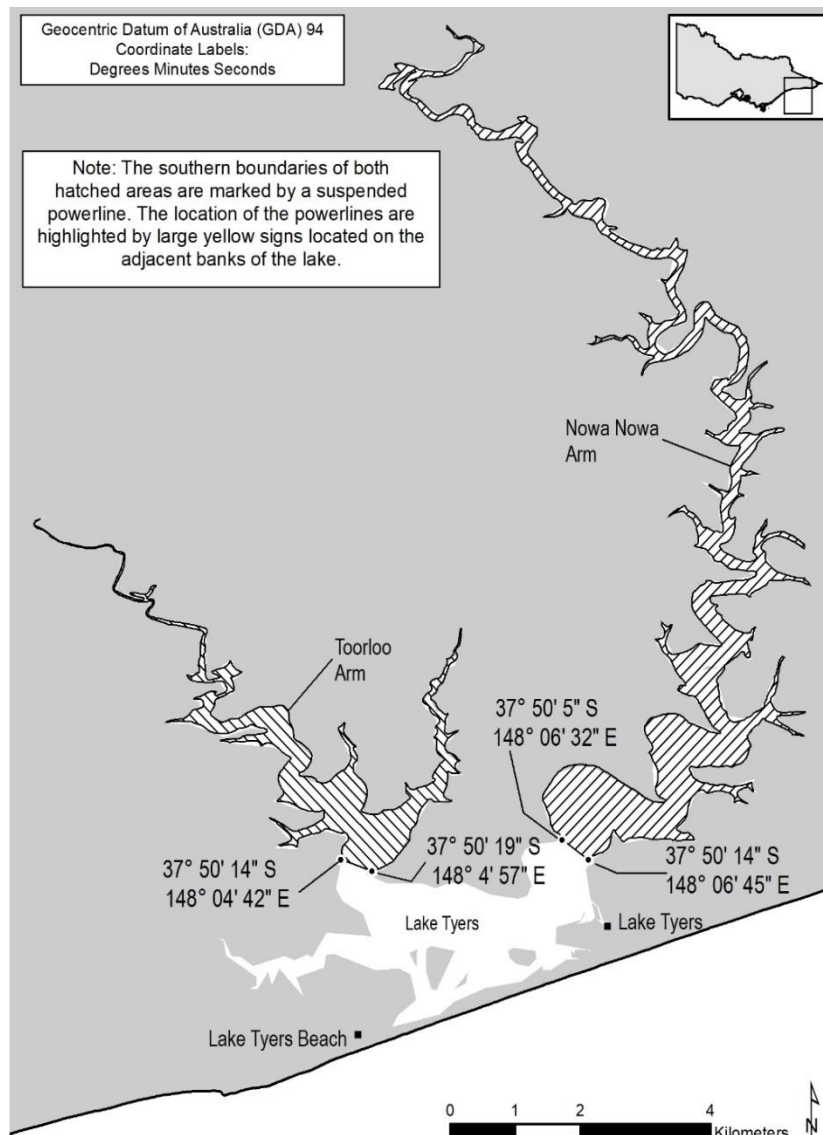 Geocentric Datum of Australia (GDA) 94
Coordinate Labels:
Degrees Minutes Seconds
Note: The southern boundaries of both
hatched areas are marked by a suspended
powerline. The location of the powerlines are
highlighted by large yellow signs located on the
adjacent banks of the lake.
Nowa Nowa
Arm
Toorloo
Arm
37° 50' 5" S
148° 06' 32" E
37° 50' 14" S
148° 04' 42" E
37° 50' 19" S
148° 4' 57" E
37° 50' 14" S
148° 06' 45" E
Lake Tyers
Lake Tyers
Lake Tyers Beach
0 1 2 4
Kilometers
N